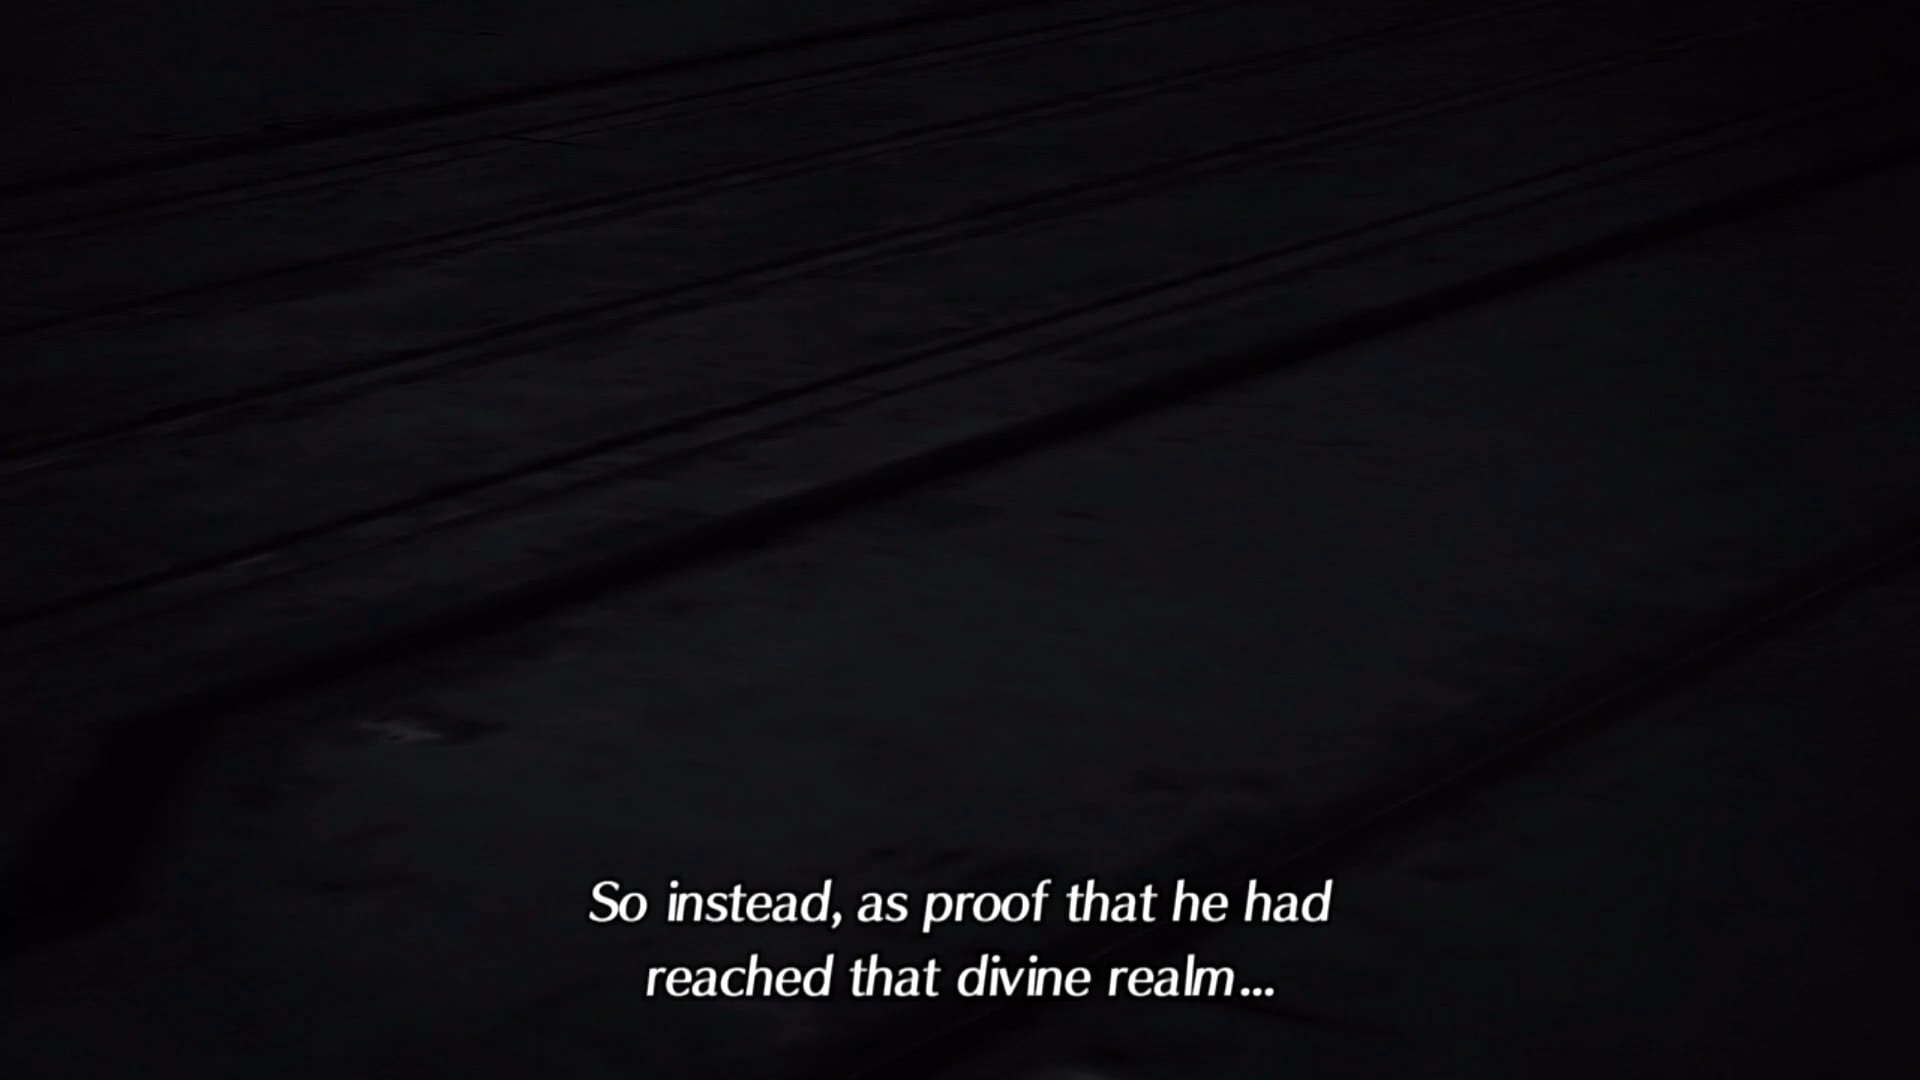 So instead, as proof that he had
reached that divine realm...